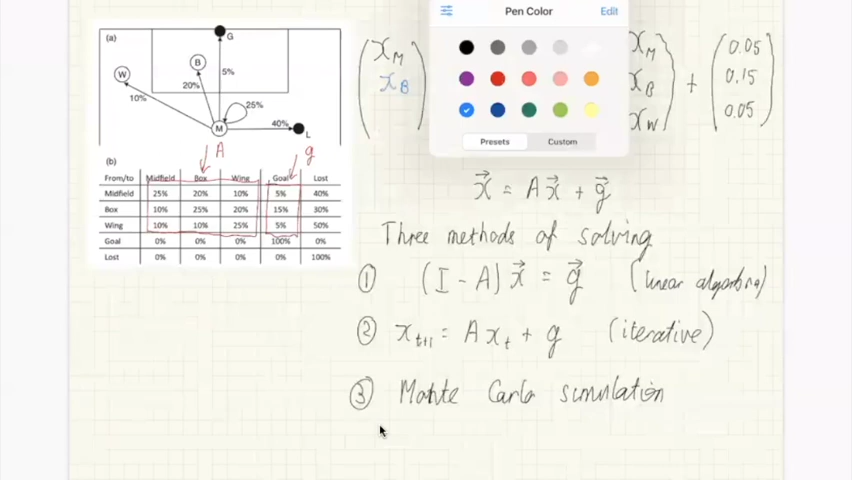 Pen Color Edit
Presets Custom
(a)
G
B
W
5%
20%
25%
10%
M
40%
L
(b)
A
g
From/to Midfield Box Wing Goal Lost
Midfield 25% 20% 10% 5% 40%
Box 10% 25% 20% 15% 30%
Wing 10% 10% 25% 5% 50%
Goal 0% 0% 0% 100% 0%
Lost 0% 0% 0% 0% 100%
x_M x_M 0.05
x_B x_B + 0.15
x_W 0.05
x⃗ = A x⃗ + g⃗
Three methods of solving
① (I - A) x⃗ = g⃗ (linear
② x_{t+1} = A x_t + g (iterative)
③ Monte Carlo simulation